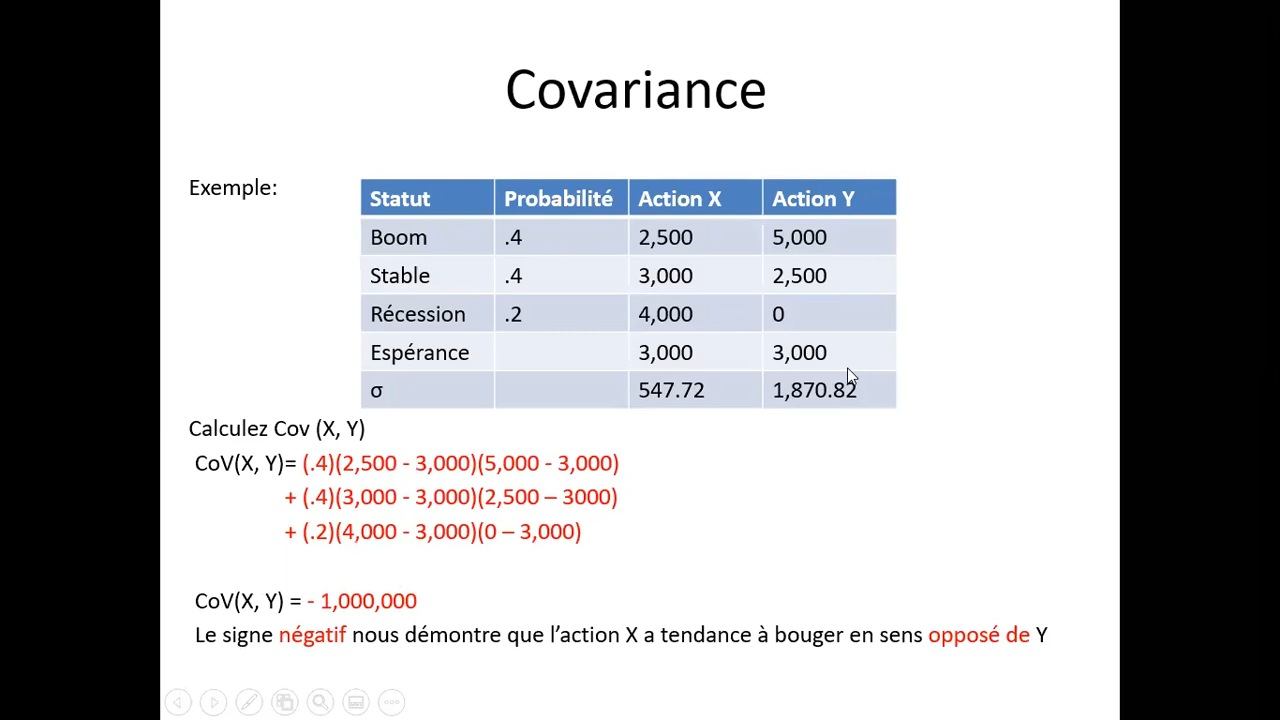 Covariance
Exemple:
Statut Probabilité Action X Action Y
Boom .4 2,500 5,000
Stable .4 3,000 2,500
Récession .2 4,000 0
Espérance 3,000 3,000
σ 547.72 1,870.82
Calculez Cov (X, Y)
CoV(X, Y)= (.4)(2,500 - 3,000)(5,000 - 3,000)
+ (.4)(3,000 - 3,000)(2,500 – 3000)
+ (.2)(4,000 - 3,000)(0 – 3,000)
CoV(X, Y) = - 1,000,000
Le signe négatif nous démontre que l’action X a tendance à bouger en sens opposé de Y